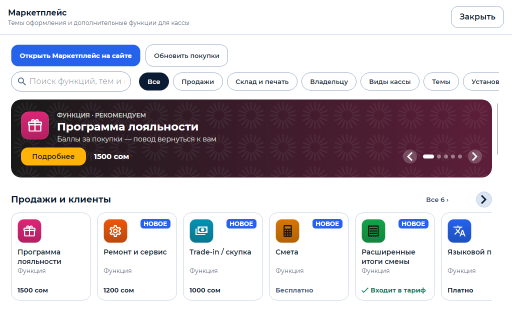 Маркетплейс
Темы оформления и дополнительные функции для кассы
Закрыть
Открыть Маркетплейс на сайте
Обновить покупки
Поиск функций, тем и
Все
Продажи
Склад и печать
Владельцу
Виды кассы
Темы
Установ
ФУНКЦИЯ · РЕКОМЕНДУЕМ
Программа лояльности
Баллы за покупки — повод вернуться к вам
Подробнее
1500 сом
Продажи и клиенты
Все 6 ›
Программа лояльности
Функция
1500 сом
НОВОЕ
Ремонт и сервис
Функция
1200 сом
НОВОЕ
Trade-in / скупка
Функция
1000 сом
НОВОЕ
Смета
Функция
Бесплатно
НОВОЕ
Расширенные итоги смены
Функция
Входит в тариф
Языковой п
Функция
Платно